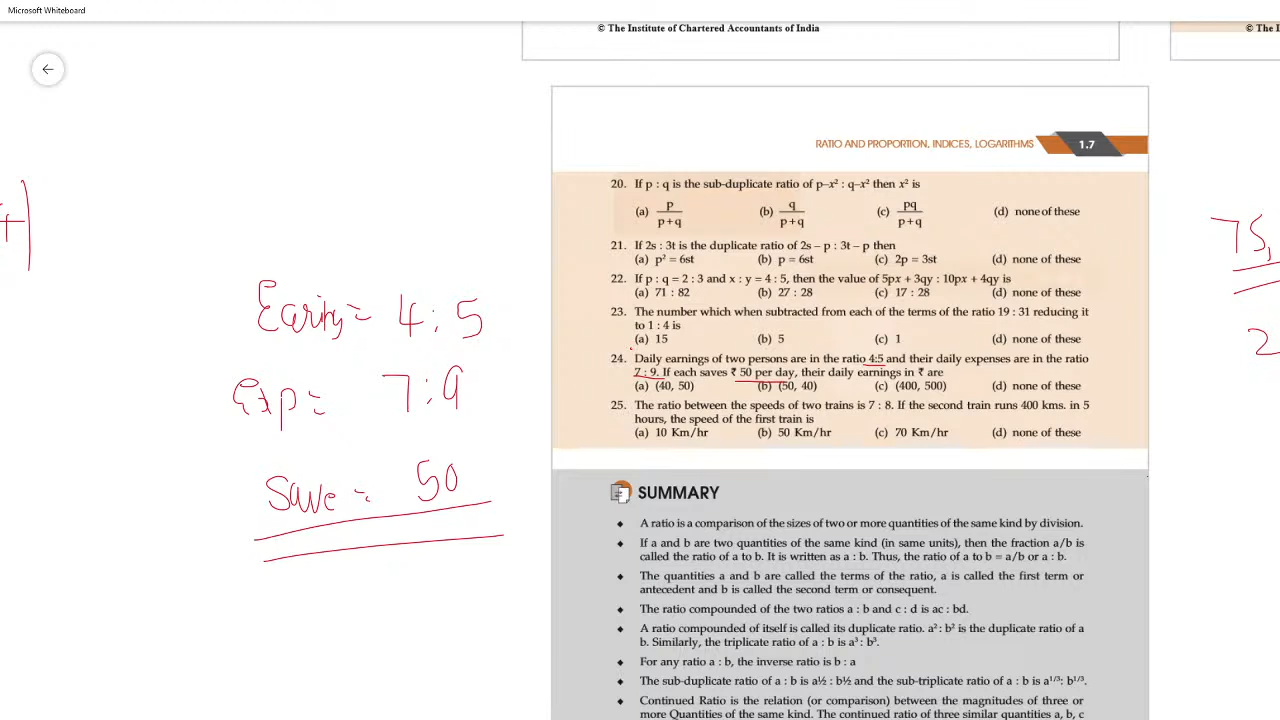 Microsoft Whiteboard
© The Institute of Chartered Accountants of India
© The I
RATIO AND PROPORTION, INDICES, LOGARITHMS 1.7
20. If p : q is the sub-duplicate ratio of p–x² : q–x² then x² is
(a) p/(p+q) (b) q/(p+q) (c) pq/(p+q) (d) none of these
21. If 2s : 3t is the duplicate ratio of 2s – p : 3t – p then
(a) p² = 6st (b) p = 6st (c) 2p = 3st (d) none of these
22. If p : q = 2 : 3 and x : y = 4 : 5, then the value of 5px + 3qy : 10px + 4qy is
(a) 71 : 82 (b) 27 : 28 (c) 17 : 28 (d) none of these
23. The number which when subtracted from each of the terms of the ratio 19 : 31 reducing it
to 1 : 4 is
(a) 15 (b) 5 (c) 1 (d) none of these
24. Daily earnings of two persons are in the ratio 4:5 and their daily expenses are in the ratio
7 : 9. If each saves ₹ 50 per day, their daily earnings in ₹ are
(a) (40, 50) (b) (50, 40) (c) (400, 500) (d) none of these
25. The ratio between the speeds of two trains is 7 : 8. If the second train runs 400 kms. in 5
hours, the speed of the first train is
(a) 10 Km/hr (b) 50 Km/hr (c) 70 Km/hr (d) none of these
SUMMARY
◆ A ratio is a comparison of the sizes of two or more quantities of the same kind by division.
◆ If a and b are two quantities of the same kind (in same units), then the fraction a/b is
called the ratio of a to b. It is written as a : b. Thus, the ratio of a to b = a/b or a : b.
◆ The quantities a and b are called the terms of the ratio, a is called the first term or
antecedent and b is called the second term or consequent.
◆ The ratio compounded of the two ratios a : b and c : d is ac : bd.
◆ A ratio compounded of itself is called its duplicate ratio. a² : b² is the duplicate ratio of a
b. Similarly, the triplicate ratio of a : b is a³ : b³.
◆ For any ratio a : b, the inverse ratio is b : a
◆ The sub-duplicate ratio of a : b is a½ : b½ and the sub-triplicate ratio of a : b is a¹/³: b¹/³.
◆ Continued Ratio is the relation (or comparison) between the magnitudes of three or
more Quantities of the same kind. The continued ratio of three similar quantities a, b, c
4 : 5
Exp = 7 : 9
Save = 50
75,
2